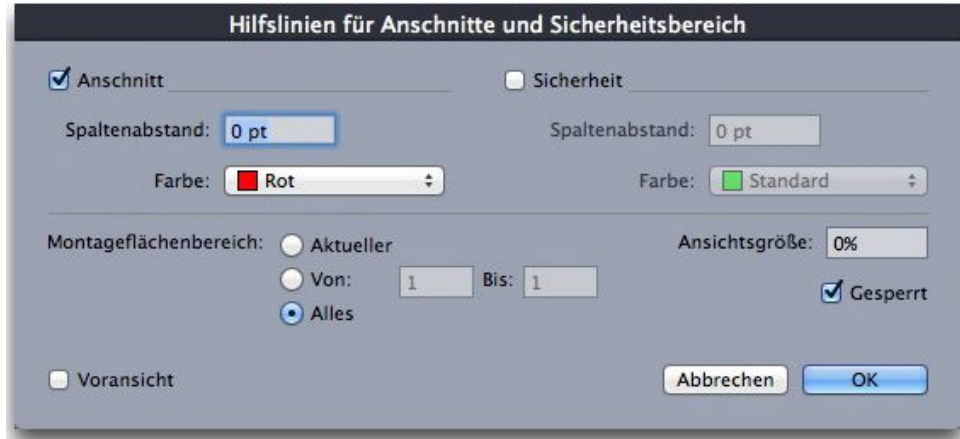 Hilfslinien für Anschnitte und Sicherheitsbereich
Anschnitt
Sicherheit
Spaltenabstand: 0 pt
Spaltenabstand: 0 pt
Farbe: Rot
Farbe: Standard
Montageflächenbereich: Aktueller
Ansichtsgröße: 0%
Von: 1 Bis: 1
Gesperrt
Alles
Voransicht
Abbrechen
OK